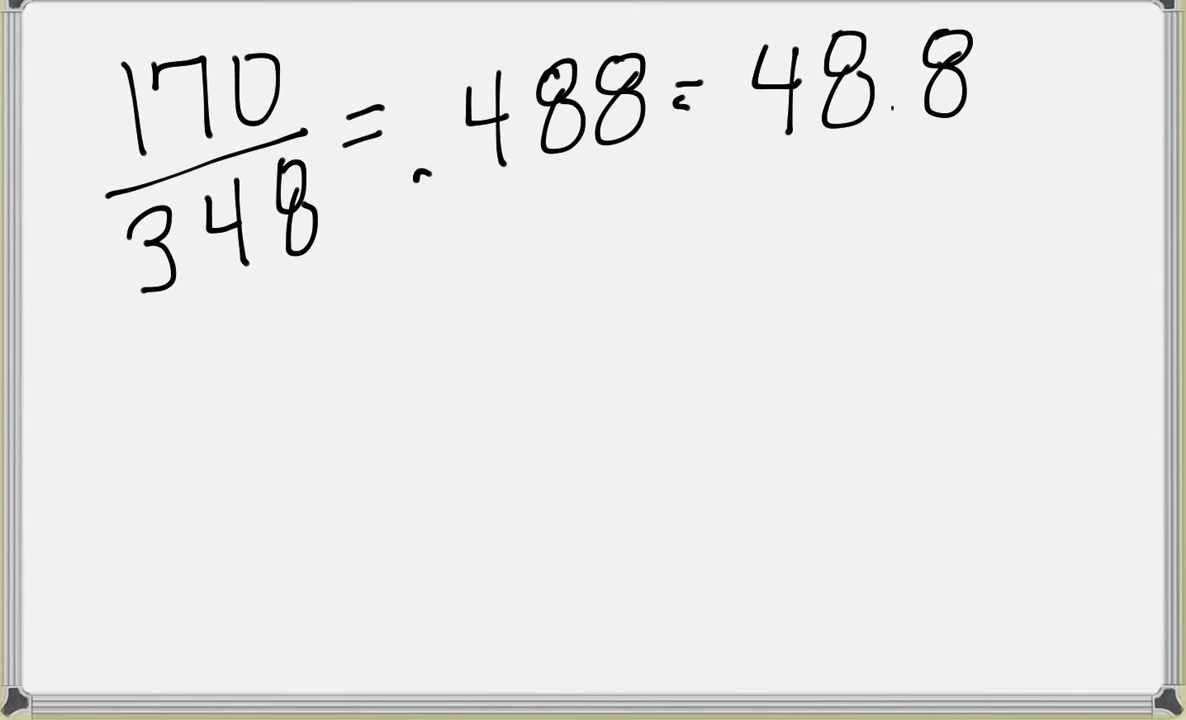 170/348 = .488 = 48.8